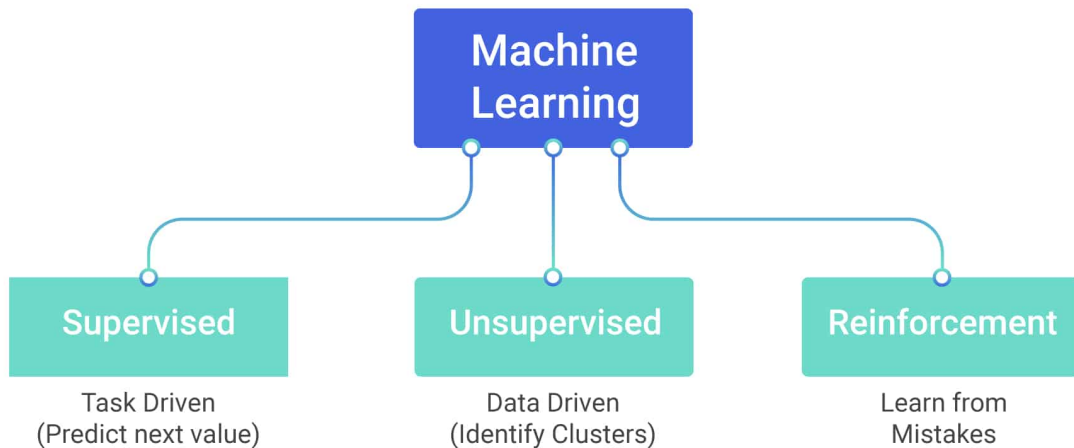 Machine
Learning
Supervised
Unsupervised
Reinforcement
Task Driven
(Predict next value)
Data Driven
(Identify Clusters)
Learn from
Mistakes